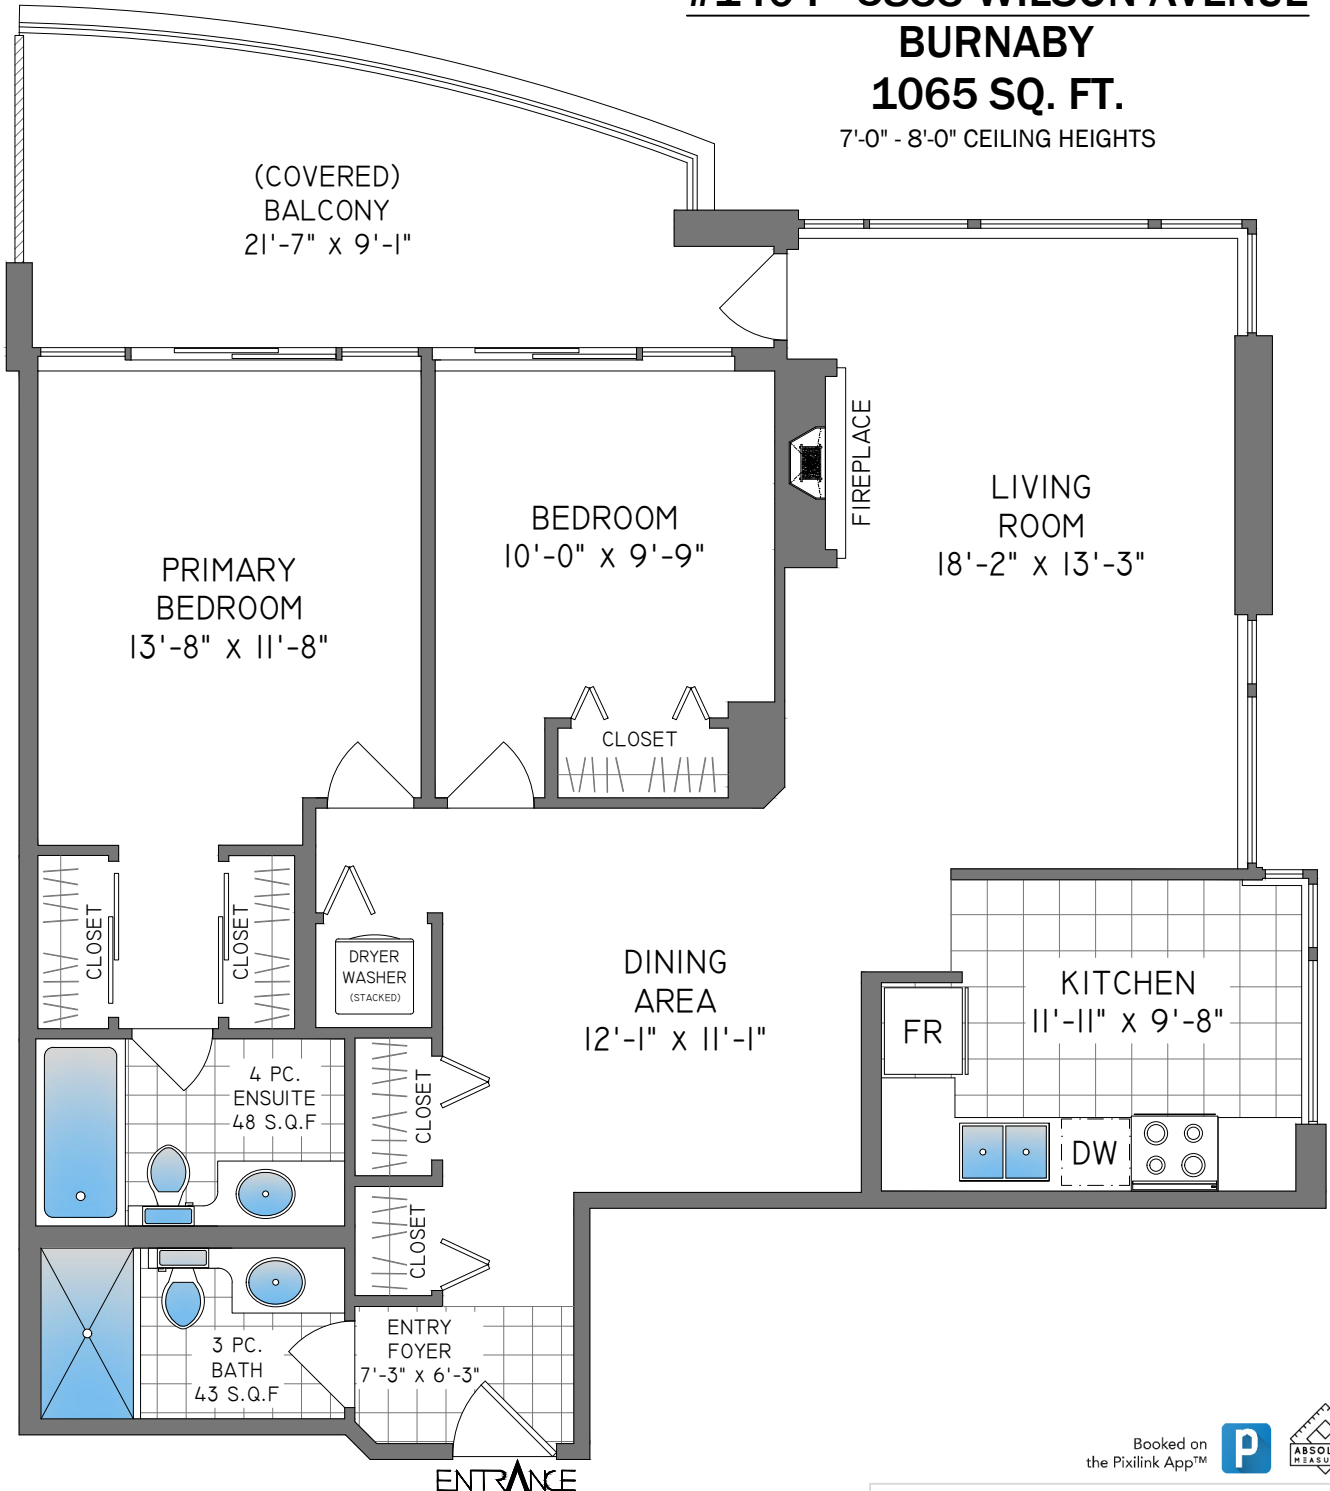 WILSON AVENUE
BURNABY
1065 SQ. FT.
7'-0" - 8'-0" CEILING HEIGHTS
(COVERED)
BALCONY
21'-7" X 9'-1"
FIREPLACE
LIVING
ROOM
18'-2" X 13'-3"
BEDROOM
10'-0" X 9'-9"
PRIMARY
BEDROOM
13'-8" X 11'-8"
CLOSET
CLOSET
CLOSET
DRYER
WASHER
(STACKED)
DINING
AREA
12'-1" X 11'-1"
KITCHEN
11'-11" X 9'-8"
FR
DW
4 PC.
ENSUITE
48 S.Q.F
CLOSET
CLOSET
3 PC.
BATH
43 S.Q.F
ENTRY
FOYER
7'-3" X 6'-3"
ENTRANCE
Booked on
the Pixilink App™
P